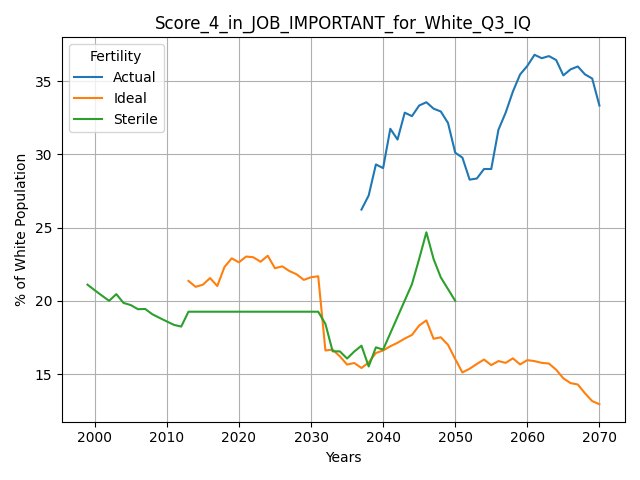 Score_4_in_JOB_IMPORTANT_for_White_Q3_IQ
Fertility
Actual
Ideal
Sterile
% of White Population
35
30
25
20
15
2000 2010 2020 2030 2040 2050 2060 2070
Years